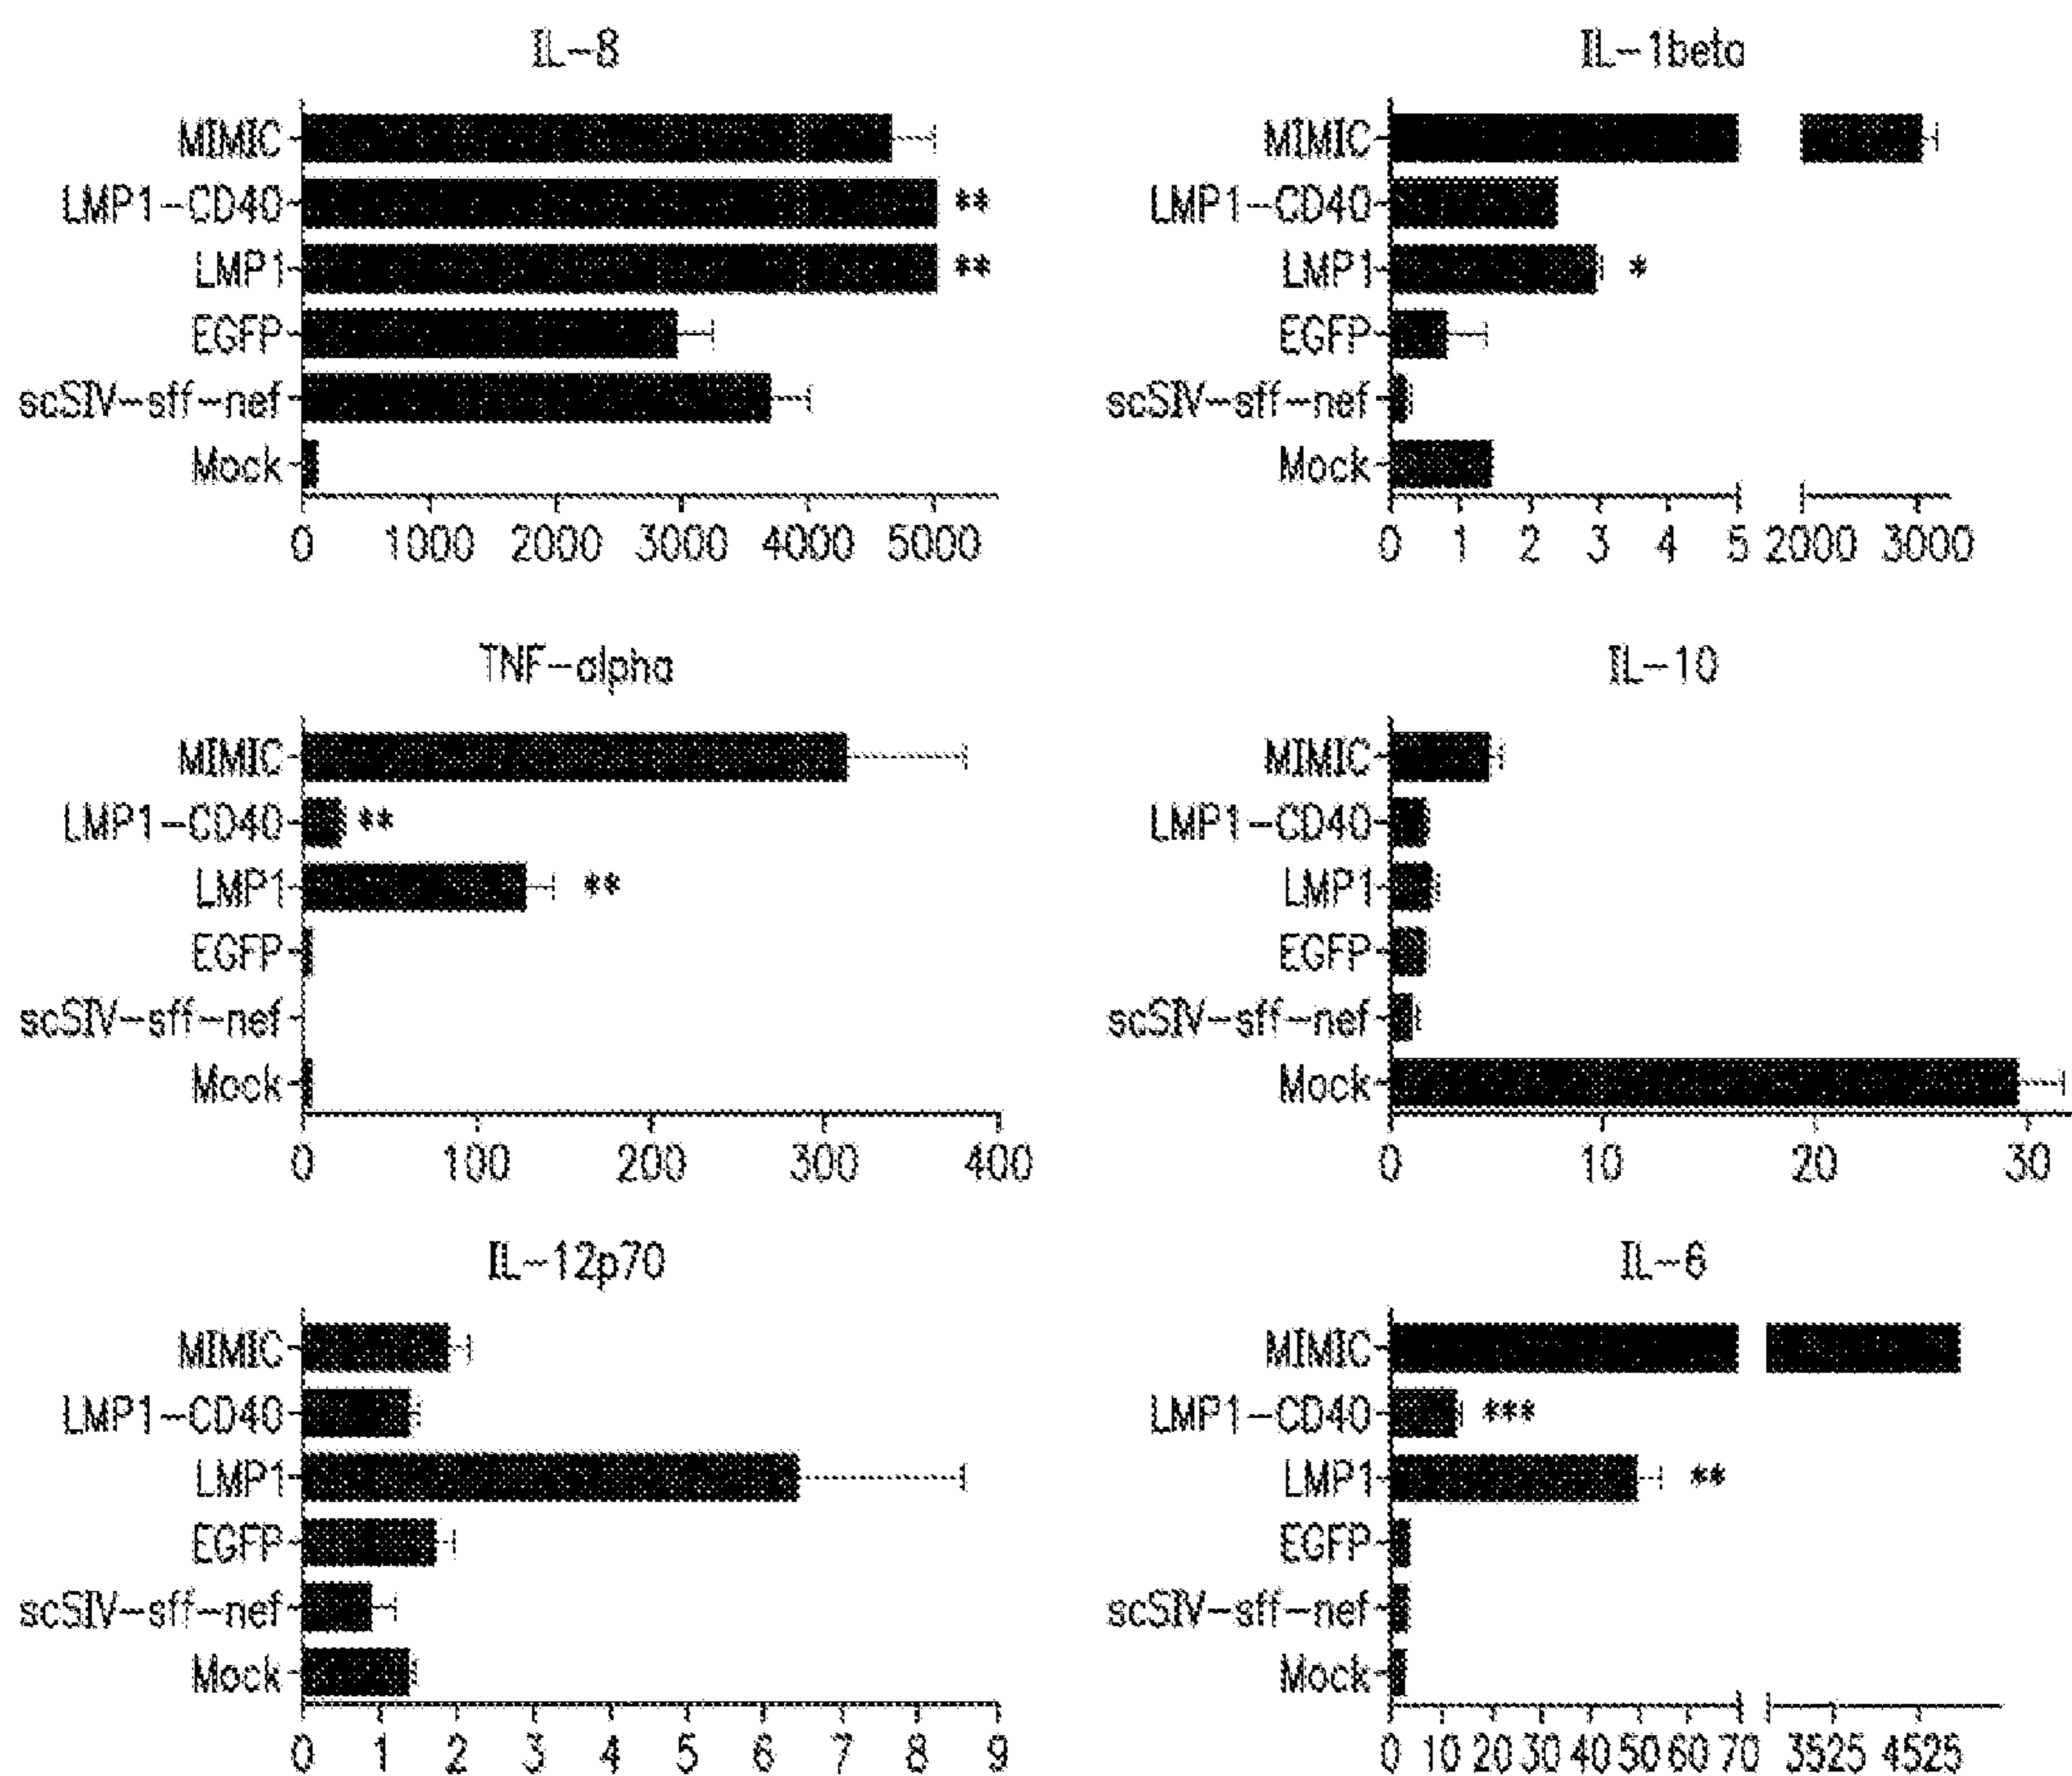 IL-8
MIMIC
LMP1-CD40
**
LMP1
**
EGFP
scSIV-sff-nef
Mock
0 1000 2000 3000 4000 5000
IL-1beta
MIMIC
LMP1-CD40
LMP1
*
EGFP
scSIV-sff-nef
Mock
0 1 2 3 4 5 2000 3000
TNF-alpha
MIMIC
LMP1-CD40
**
LMP1
**
EGFP
scSIV-sff-nef
Mock
0 100 200 300 400
IL-10
MIMIC
LMP1-CD40
LMP1
EGFP
scSIV-sff-nef
Mock
0 10 20 30
IL-12p70
MIMIC
LMP1-CD40
LMP1
EGFP
scSIV-sff-nef
Mock
0 1 2 3 4 5 6 7 8 9
IL-6
MIMIC
LMP1-CD40
***
LMP1
**
EGFP
scSIV-sff-nef
Mock
0 10 20 30 40 50 60 70 3525 4525